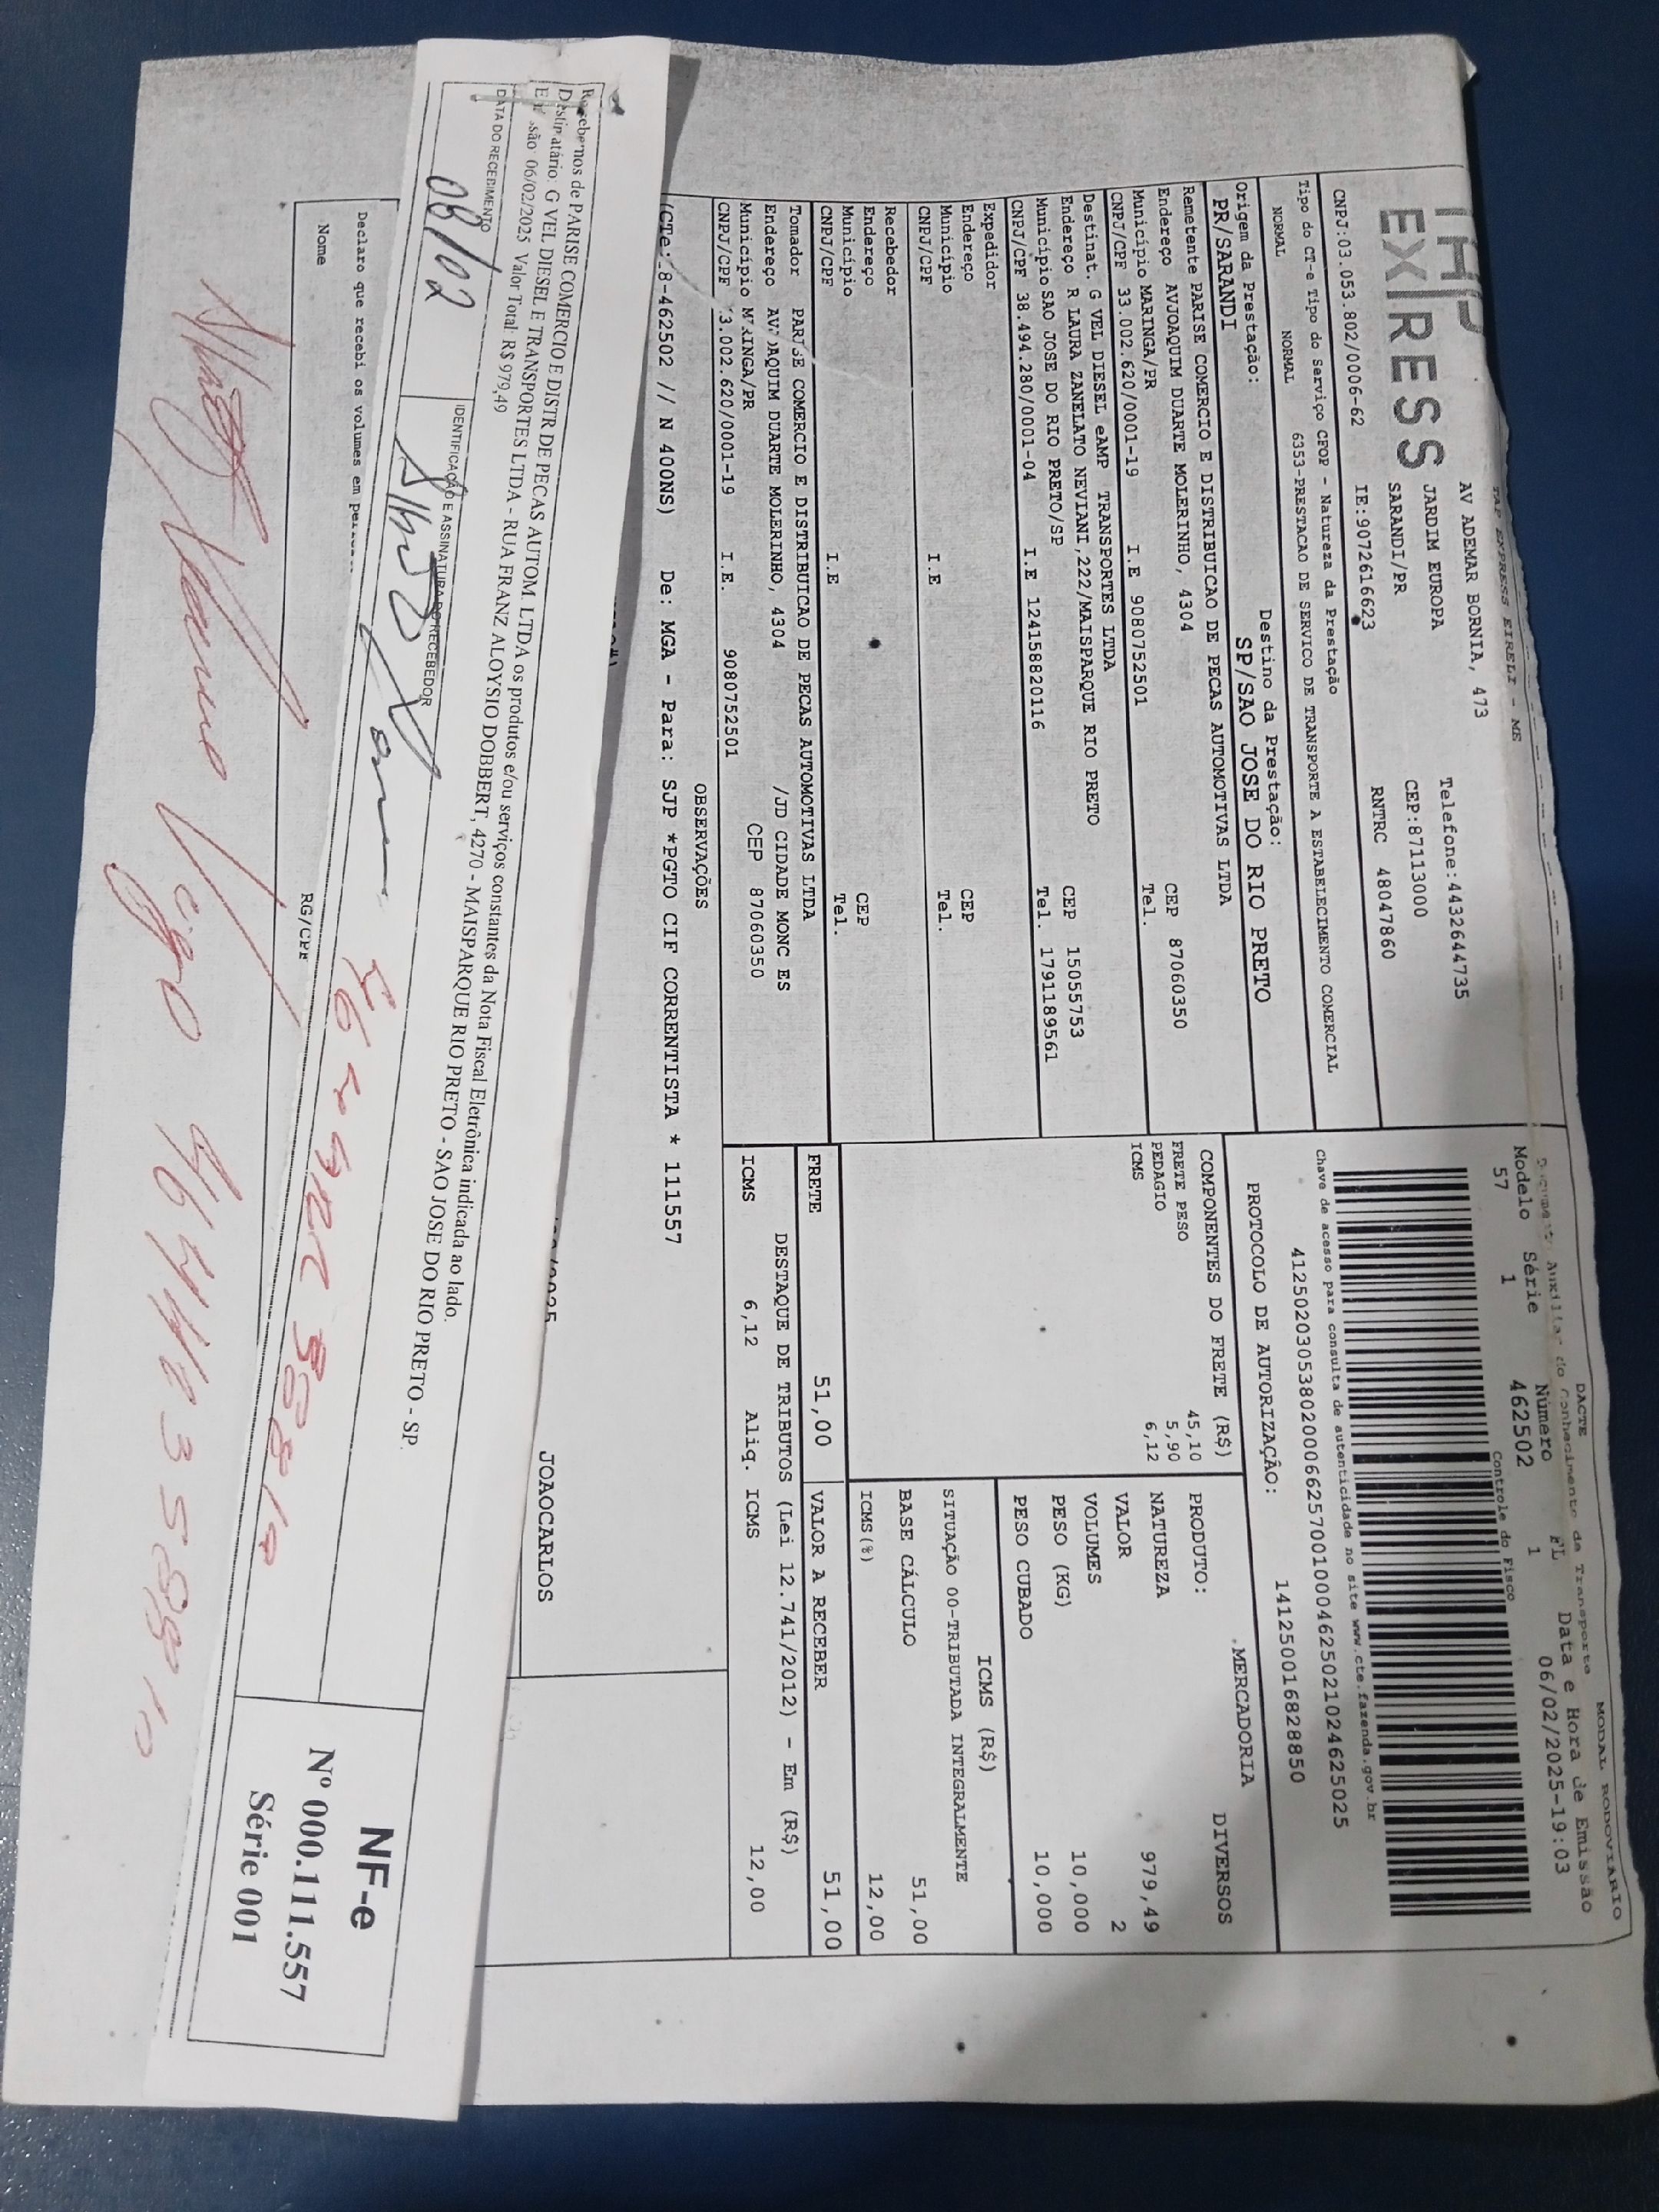 TAP EXPRESS EIRELI - ME
EXPRESS
AV ADEMAR BORNIA, 473
Telefone:4432644735
JARDIM EUROPA
CEP:87113000
SARANDI/PR
RNTRC 48047860
CNPJ:03.053.802/0006-62 IE:9072616623
Tipo do CT-e Tipo do Serviço CFOP - Natureza da Prestação
NORMAL NORMAL 6353-PRESTACAO DE SERVICO DE TRANSPORTE A ESTABELECIMENTO COMERCIAL
Origem da Prestação: Destino da Prestação:
PR/SARANDI SP/SAO JOSE DO RIO PRETO
Remetente PARISE COMERCIO E DISTRIBUICAO DE PECAS AUTOMOTIVAS LTDA
Endereço AVJOAQUIM DUARTE MOLERINHO, 4304 CEP 87060350
Município MARINGA/PR Tel.
CNPJ/CPF 33.002.620/0001-19 I.E 9080752501
Destinat. G VEL DIESEL eAMP TRANSPORTES LTDA
Endereço R LAURA ZANELATO NEVIANI,222/MAISPARQUE RIO PRETO CEP 15055753
Município SAO JOSE DO RIO PRETO/SP Tel. 17911189561
CNPJ/CPF 38.494.280/0001-04 I.E 124158820116
Expedidor
Endereço CEP
Município Tel.
CNPJ/CPF I.E
Recebedor
Endereço CEP
Município Tel.
CNPJ/CPF I.E
Tomador PARISE COMERCIO E DISTRIBUICAO DE PECAS AUTOMOTIVAS LTDA
Endereço AQUIM DUARTE MOLERINHO, 4304 /JD CIDADE MONC ES
Município MARINGA/PR CEP 87060350
CNPJ/CPF 3.002.620/0001-19 I.E. 9080752501
DACTE MODAL RODOVIÁRIO
Documento Auxiliar do Conhecimento de Transporte
Modelo Série Número FL Data e Hora de Emissão
57 1 462502 1 06/02/2025-19:03
Controle do Fisco
Chave de acesso para consulta de autenticidade no site www.cte.fazenda.gov.br
41250203053802000662570010004625021024625025
PROTOCOLO DE AUTORIZAÇÃO: 141250016828850
COMPONENTES DO FRETE (R$)
FRETE PESO 45,10
PEDAGIO 5,90
ICMS 6,12
MERCADORIA
PRODUTO: DIVERSOS
NATUREZA
VALOR 979,49
VOLUMES 2
PESO (KG) 10,000
PESO CUBADO 10,000
ICMS (R$)
SITUAÇÃO 00-TRIBUTADA INTEGRALMENTE
BASE CÁLCULO 51,00
ICMS(%) 12,00
FRETE 51,00 VALOR A RECEBER 51,00
DESTAQUE DE TRIBUTOS (Lei 12.741/2012) - Em (R$)
ICMS 6,12 Aliq. ICMS 12,00
OBSERVAÇÕES
8-462502 // N 400NS) De: MGA - Para: SJP *PGTO CIF CORRENTISTA * 111557
JOAOCARLOS
Recebemos de PARISE COMERCIO E DISTR DE PECAS AUTOM. LTDA os produtos e/ou serviços constantes da Nota Fiscal Eletrônica indicada ao lado.
Destinatário: G VEL DIESEL E TRANSPORTES LTDA - RUA FRANZ ALOYSIO DOBBERT, 4270 - MAISPARQUE RIO PRETO - SAO JOSE DO RIO PRETO - SP.
Emissão: 06/02/2025 Valor Total: R$ 979,49
DATA DO RECEBIMENTO
08/02
IDENTIFICAÇÃO E ASSINATURA DO RECEBEDOR
NF-e
Nº 000.111.557
Série 001
Declaro que recebi os volumes em
Nome RG/CPF